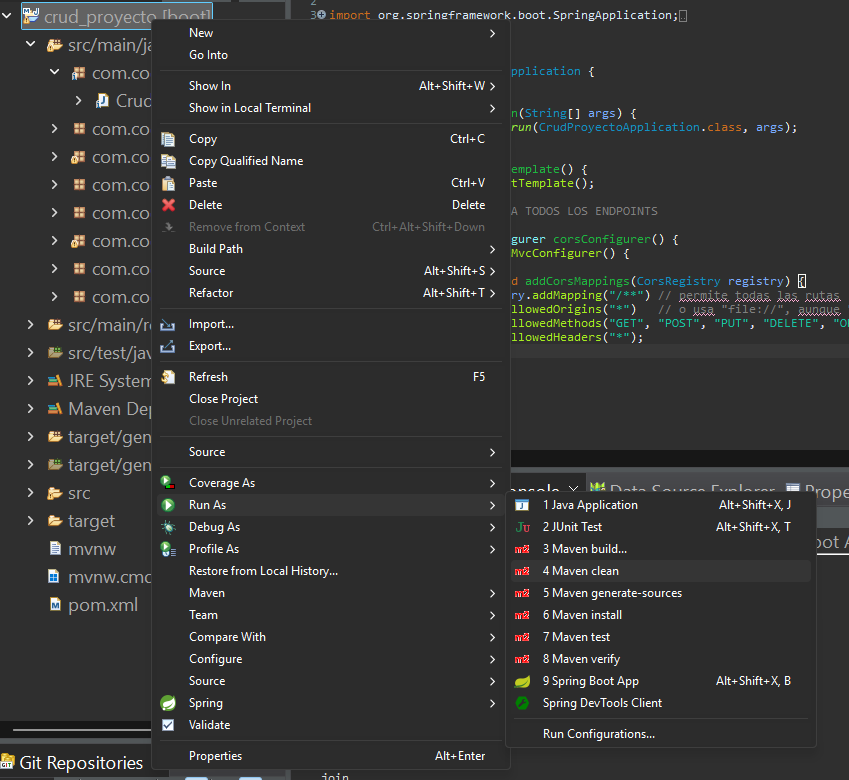 crud_proyecto [boot]
src/main/ja
com.co
Crud
com.co
com.co
com.co
com.co
com.co
com.co
com.co
src/main/re
src/test/jav
JRE System
Maven Dep
target/gen
target/gen
src
target
mvnw
mvnw.cmd
pom.xml
Git Repositories
New
Go Into
Show In Alt+Shift+W
Show in Local Terminal
Copy Ctrl+C
Copy Qualified Name
Paste Ctrl+V
Delete Delete
Remove from Context Ctrl+Alt+Shift+Down
Build Path
Source Alt+Shift+S
Refactor Alt+Shift+T
Import...
Export...
Refresh F5
Close Project
Close Unrelated Project
Source
Coverage As
Run As
Debug As
Profile As
Restore from Local History...
Maven
Team
Compare With
Configure
Source
Spring
Validate
Properties Alt+Enter
1 Java Application Alt+Shift+X, J
2 JUnit Test Alt+Shift+X, T
3 Maven build...
4 Maven clean
5 Maven generate-sources
6 Maven install
7 Maven test
8 Maven verify
9 Spring Boot App Alt+Shift+X, B
Spring DevTools Client
Run Configurations...
2
3 import org.springframework.boot.SpringApplication;
pplication {
n(String[] args) {
run(CrudProyectoApplication.class, args);
emplate() {
tTemplate();
A TODOS LOS ENDPOINTS
gurer corsConfigurer() {
MvcConfigurer() {
d addCorsMappings(CorsRegistry registry) {
ry.addMapping("/**") // permite todas las rutas
llowedOrigins("*") // o usa "file://", aunque
llowedMethods("GET", "POST", "PUT", "DELETE", "O
llowedHeaders("*");
onsole Data Source Explorer Prope
oot A
join